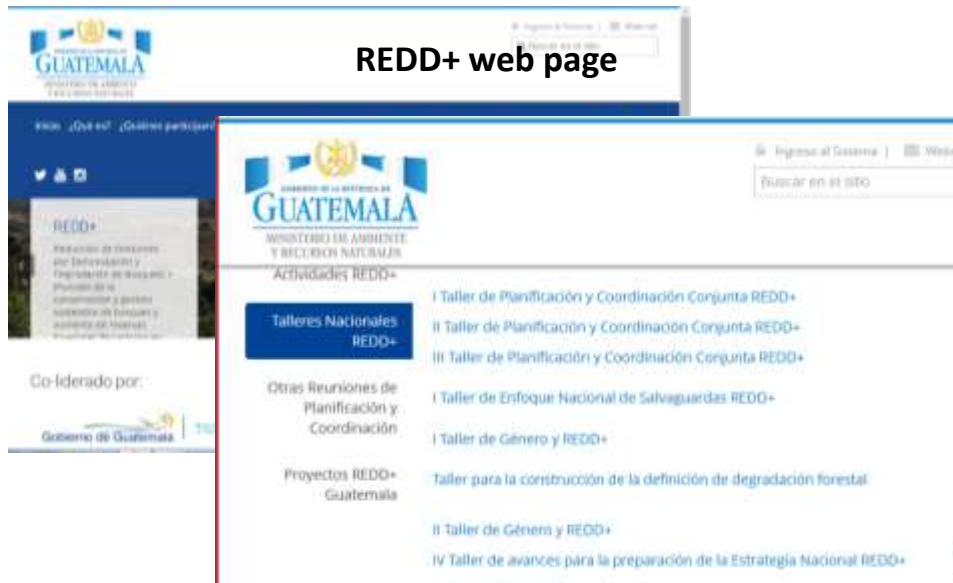 GUATEMALA
REDD+ web page
Inicio ¿Qué es? ¿Quiénes participan
REDD+
Co-liderado por:
Gobierno de Guatemala
GOBIERNO DE LA REPÚBLICA DE
GUATEMALA
MINISTERIO DE AMBIENTE
Y RECURSOS NATURALES
Ingreso al Sistema |
Buscar en el sitio
Actividades REDD+
Talleres Nacionales
REDD+
Otras Reuniones de
Planificación y
Coordinación
Proyectos REDD+
Guatemala
I Taller de Planificación y Coordinación Conjunta REDD+
II Taller de Planificación y Coordinación Conjunta REDD+
III Taller de Planificación y Coordinación Conjunta REDD+
I Taller de Enfoque Nacional de Salvaguardas REDD+
I Taller de Género y REDD+
Taller para la construcción de la definición de degradación forestal
II Taller de Género y REDD+
IV Taller de avances para la preparación de la Estrategia Nacional REDD+